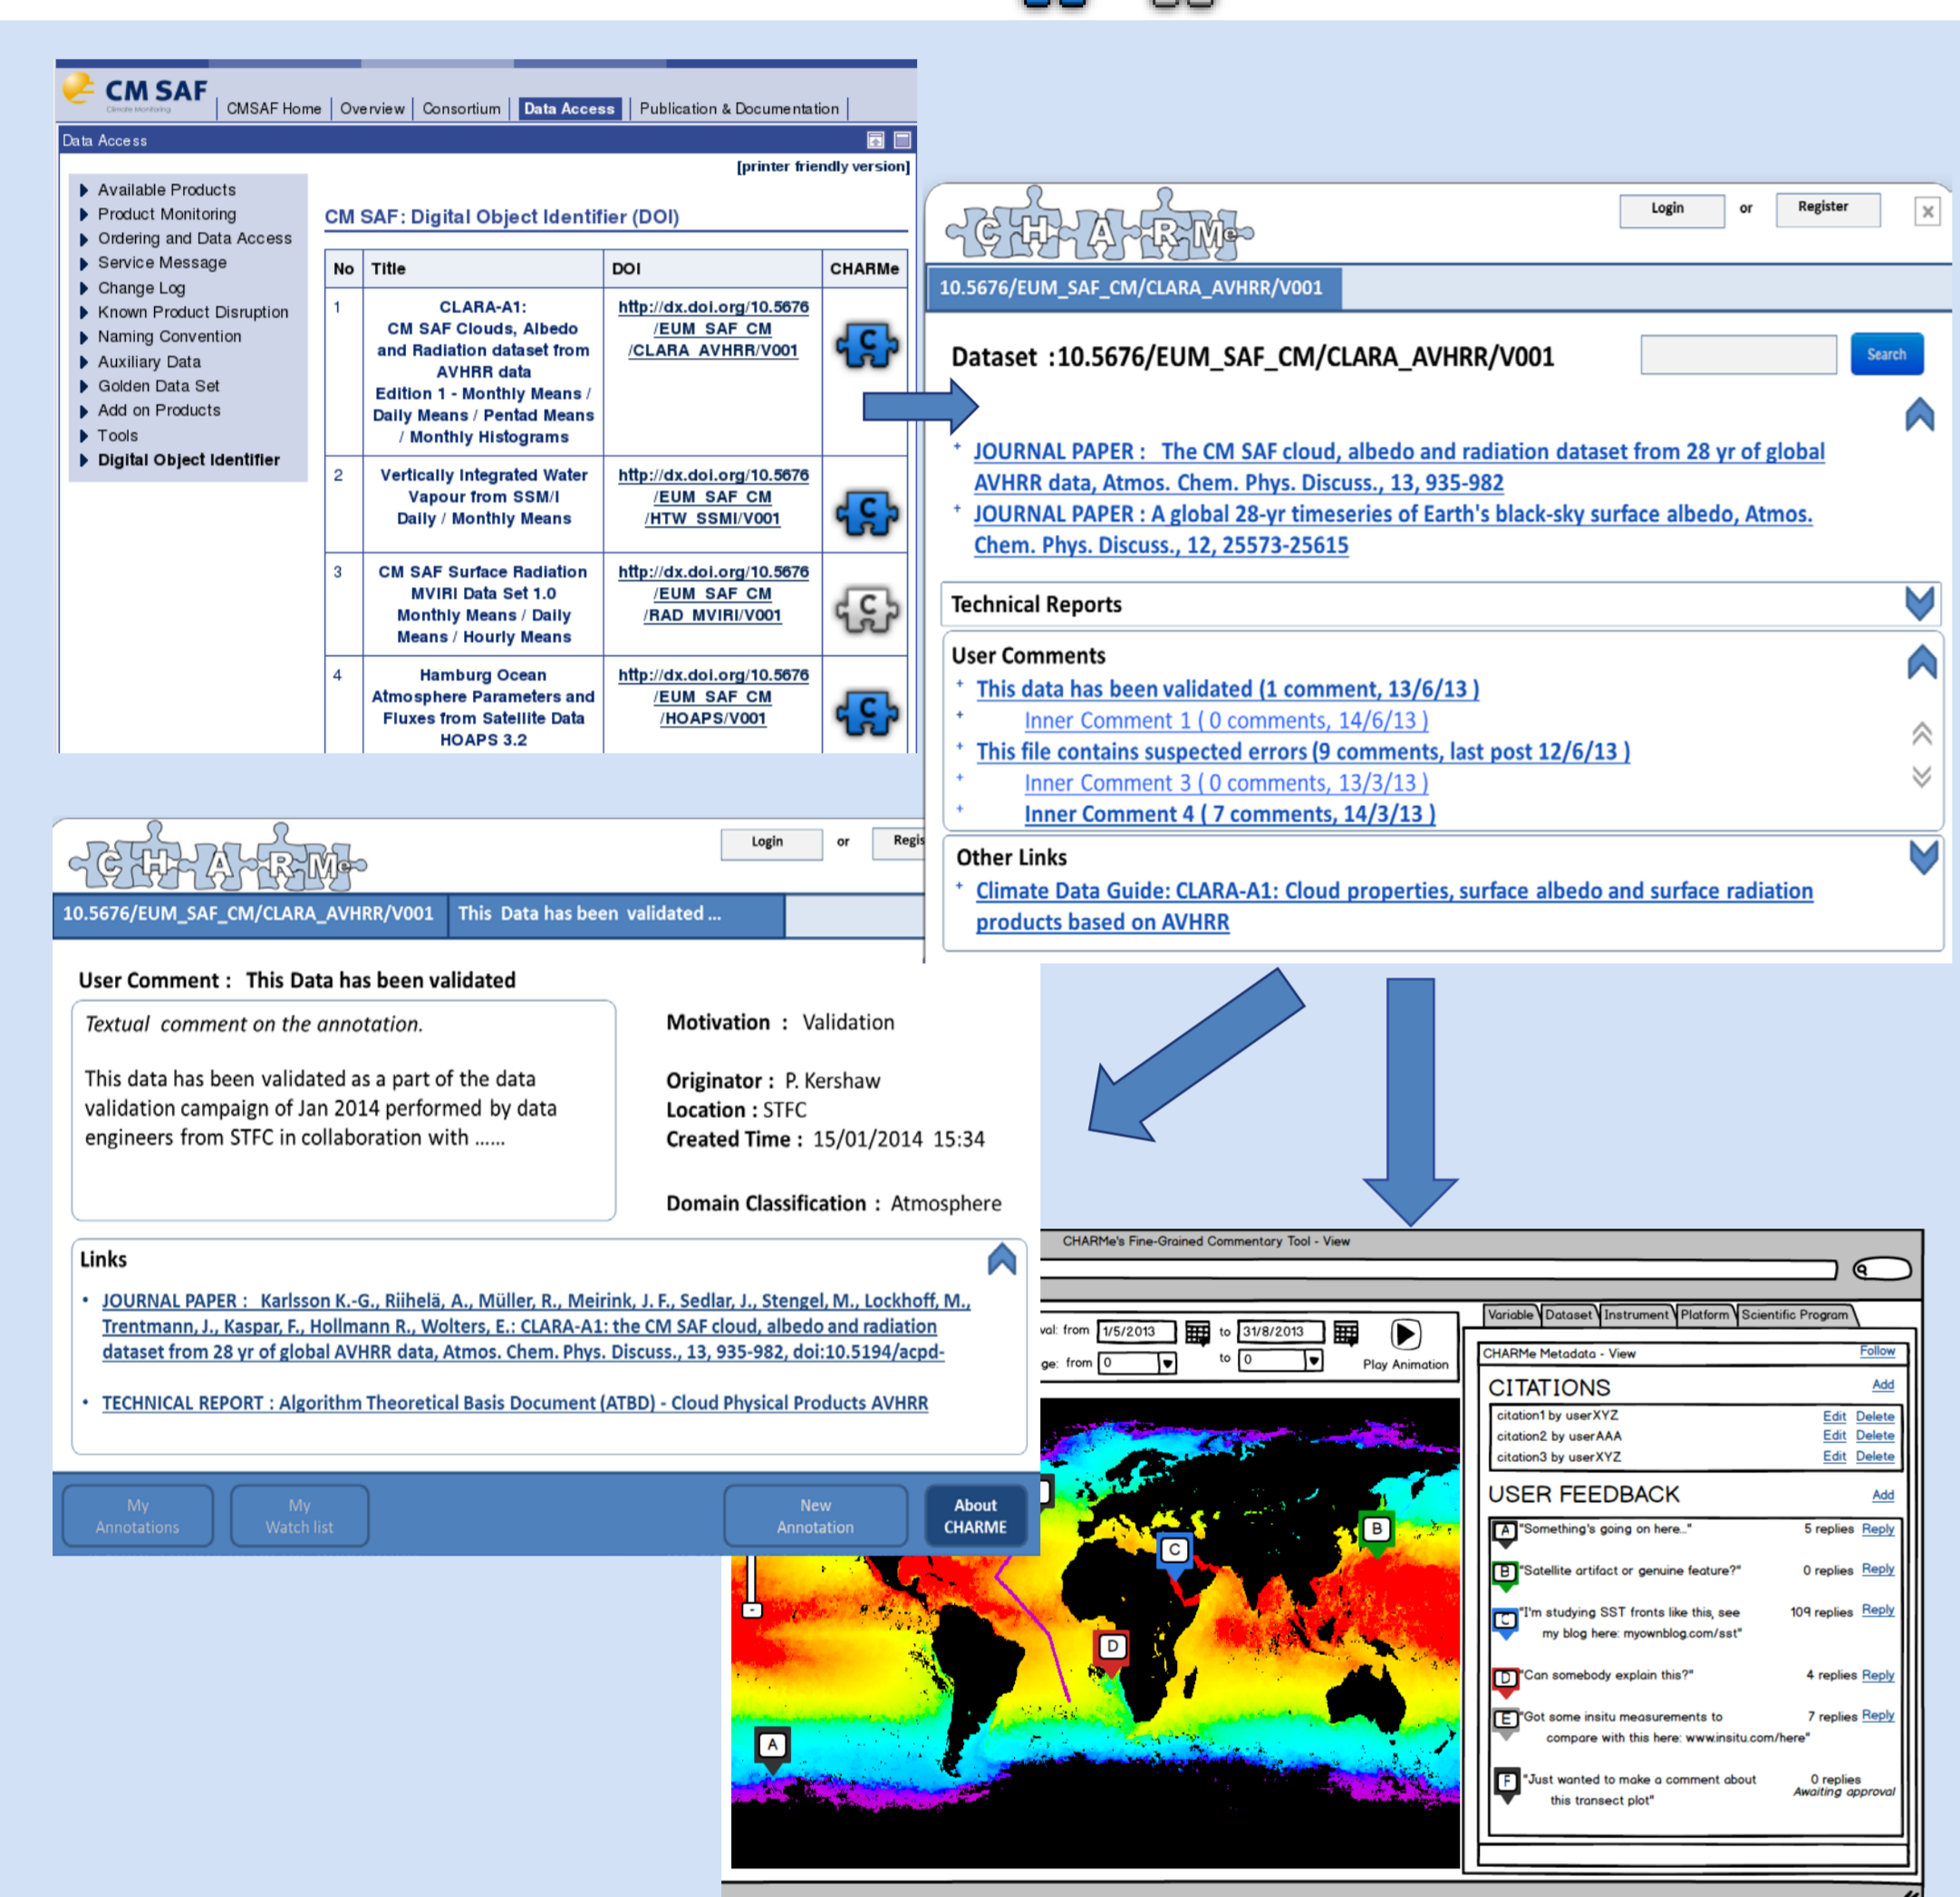 CM SAF
Climate Monitoring
CMSAF Home | Overview | Consortium | Data Access | Publication & Documentation |
Data Access
[printer friendly version]
Available Products
Product Monitoring
Ordering and Data Access
Service Message
Change Log
Known Product Disruption
Naming Convention
Auxiliary Data
Golden Data Set
Add on Products
Tools
Digital Object Identifier
CM SAF: Digital Object Identifier (DOI)
No Title DOI CHARMe
1
CLARA-A1:
CM SAF Clouds, Albedo
and Radiation dataset from
AVHRR data
Edition 1 - Monthly Means /
Daily Means / Pentad Means
/ Monthly Histograms
http://dx.doi.org/10.5676
/EUM_SAF_CM
/CLARA_AVHRR/V001
C
2
Vertically Integrated Water
Vapour from SSM/I
Daily / Monthly Means
http://dx.doi.org/10.5676
/EUM_SAF_CM
/HTW_SSMI/V001
C
3
CM SAF Surface Radiation
MVIRI Data Set 1.0
Monthly Means / Daily
Means / Hourly Means
http://dx.doi.org/10.5676
/EUM_SAF_CM
/RAD_MVIRI/V001
C
4
Hamburg Ocean
Atmosphere Parameters and
Fluxes from Satellite Data
HOAPS 3.2
http://dx.doi.org/10.5676
/EUM_SAF_CM
/HOAPS/V001
C
CHARMe
Login or Register x
10.5676/EUM_SAF_CM/CLARA_AVHRR/V001
Dataset :10.5676/EUM_SAF_CM/CLARA_AVHRR/V001
Search
+ JOURNAL PAPER : The CM SAF cloud, albedo and radiation dataset from 28 yr of global
AVHRR data, Atmos. Chem. Phys. Discuss., 13, 935-982
+ JOURNAL PAPER : A global 28-yr timeseries of Earth's black-sky surface albedo, Atmos.
Chem. Phys. Discuss., 12, 25573-25615
Technical Reports
User Comments
+ This data has been validated (1 comment, 13/6/13 )
+ Inner Comment 1 ( 0 comments, 14/6/13 )
+ This file contains suspected errors (9 comments, last post 12/6/13 )
+ Inner Comment 3 ( 0 comments, 13/3/13 )
+ Inner Comment 4 ( 7 comments, 14/3/13 )
Other Links
+ Climate Data Guide: CLARA-A1: Cloud properties, surface albedo and surface radiation
products based on AVHRR
CHARMe
Login or Regis
10.5676/EUM_SAF_CM/CLARA_AVHRR/V001 This Data has been validated ...
User Comment : This Data has been validated
Textual comment on the annotation.
This data has been validated as a part of the data
validation campaign of Jan 2014 performed by data
engineers from STFC in collaboration with ......
Motivation : Validation
Originator : P. Kershaw
Location : STFC
Created Time : 15/01/2014 15:34
Domain Classification : Atmosphere
Links
• JOURNAL PAPER : Karlsson K.-G., Riihelä, A., Müller, R., Meirink, J. F., Sedlar, J., Stengel, M., Lockhoff, M.,
Trentmann, J., Kaspar, F., Hollmann R., Wolters, E.: CLARA-A1: the CM SAF cloud, albedo and radiation
dataset from 28 yr of global AVHRR data, Atmos. Chem. Phys. Discuss., 13, 935-982, doi:10.5194/acpd-
• TECHNICAL REPORT : Algorithm Theoretical Basis Document (ATBD) - Cloud Physical Products AVHRR
My
Annotations
My
Watch list
New
Annotation
About
CHARME
CHARMe's Fine-Grained Commentary Tool - View
val: from 1/5/2013 to 31/8/2013
ge: from 0 to 0
Play Animation
-
A
B
C
D
Variable Dataset Instrument Platform Scientific Program
CHARMe Metadata - View Follow
CITATIONS Add
citation1 by userXYZ Edit Delete
citation2 by userAAA Edit Delete
citation3 by userXYZ Edit Delete
USER FEEDBACK Add
A "Something's going on here..." 5 replies Reply
B "Satellite artifact or genuine feature?" 0 replies Reply
C "I'm studying SST fronts like this, see 109 replies Reply
my blog here: myownblog.com/sst"
D "Can somebody explain this?" 4 replies Reply
E "Got some insitu measurements to 7 replies Reply
compare with this here: www.insitu.com/here"
F "Just wanted to make a comment about 0 replies
this transect plot" Awaiting approval